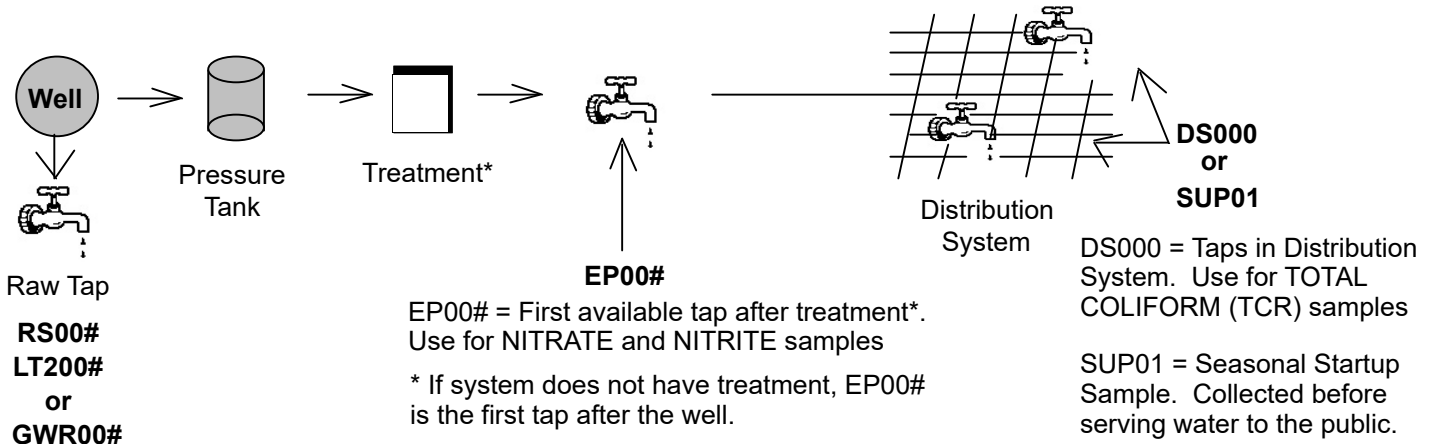 Well
Pressure
Tank
Treatment*
Raw Tap
RS00#
LT200#
or
GWR00#
EP00#
EP00# = First available tap after treatment*.
Use for NITRATE and NITRITE samples
* If system does not have treatment, EP00#
is the first tap after the well.
Distribution
System
DS000
or
SUP01
DS000 = Taps in Distribution
System. Use for TOTAL
COLIFORM (TCR) samples
SUP01 = Seasonal Startup
Sample. Collected before
serving water to the public.